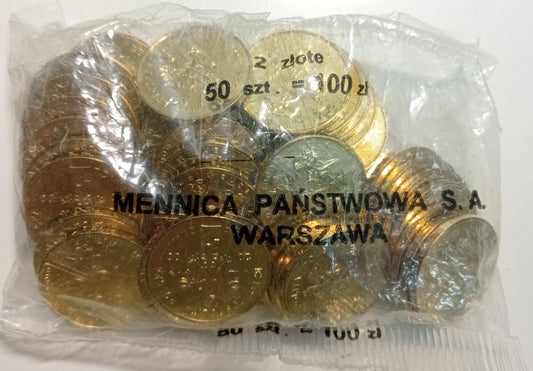 2 złote
50 szt. = 100 zł
MENNICA PAŃSTWOWA S.A.
WARSZAWA
50 szt. = 100 zł